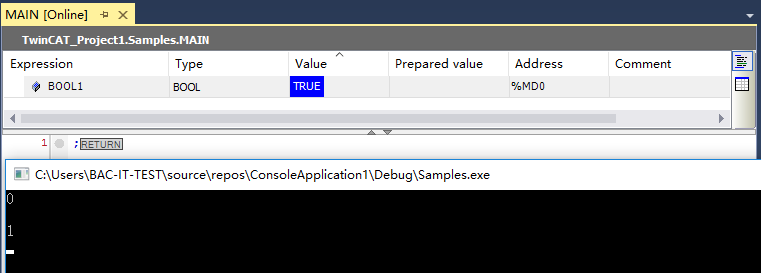 MAIN [Online]
TwinCAT_Project1.Samples.MAIN
Expression Type Value Prepared value Address Comment
BOOL1 BOOL TRUE %MD0
1 ;RETURN
C:\Users\BAC-IT-TEST\source\repos\ConsoleApplication1\Debug\Samples.exe
0
1